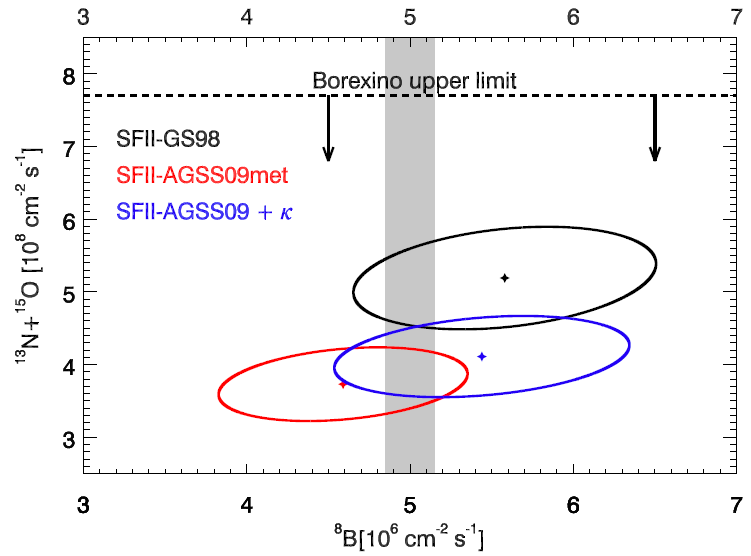 3 4 5 6 7
8
Borexino upper limit
7
SFII-GS98
SFII-AGSS09met
SFII-AGSS09 + κ
6
5
4
3
¹³N+¹⁵O [10⁸ cm⁻² s⁻¹]
3 4 5 6 7
⁸B[10⁶ cm⁻² s⁻¹]